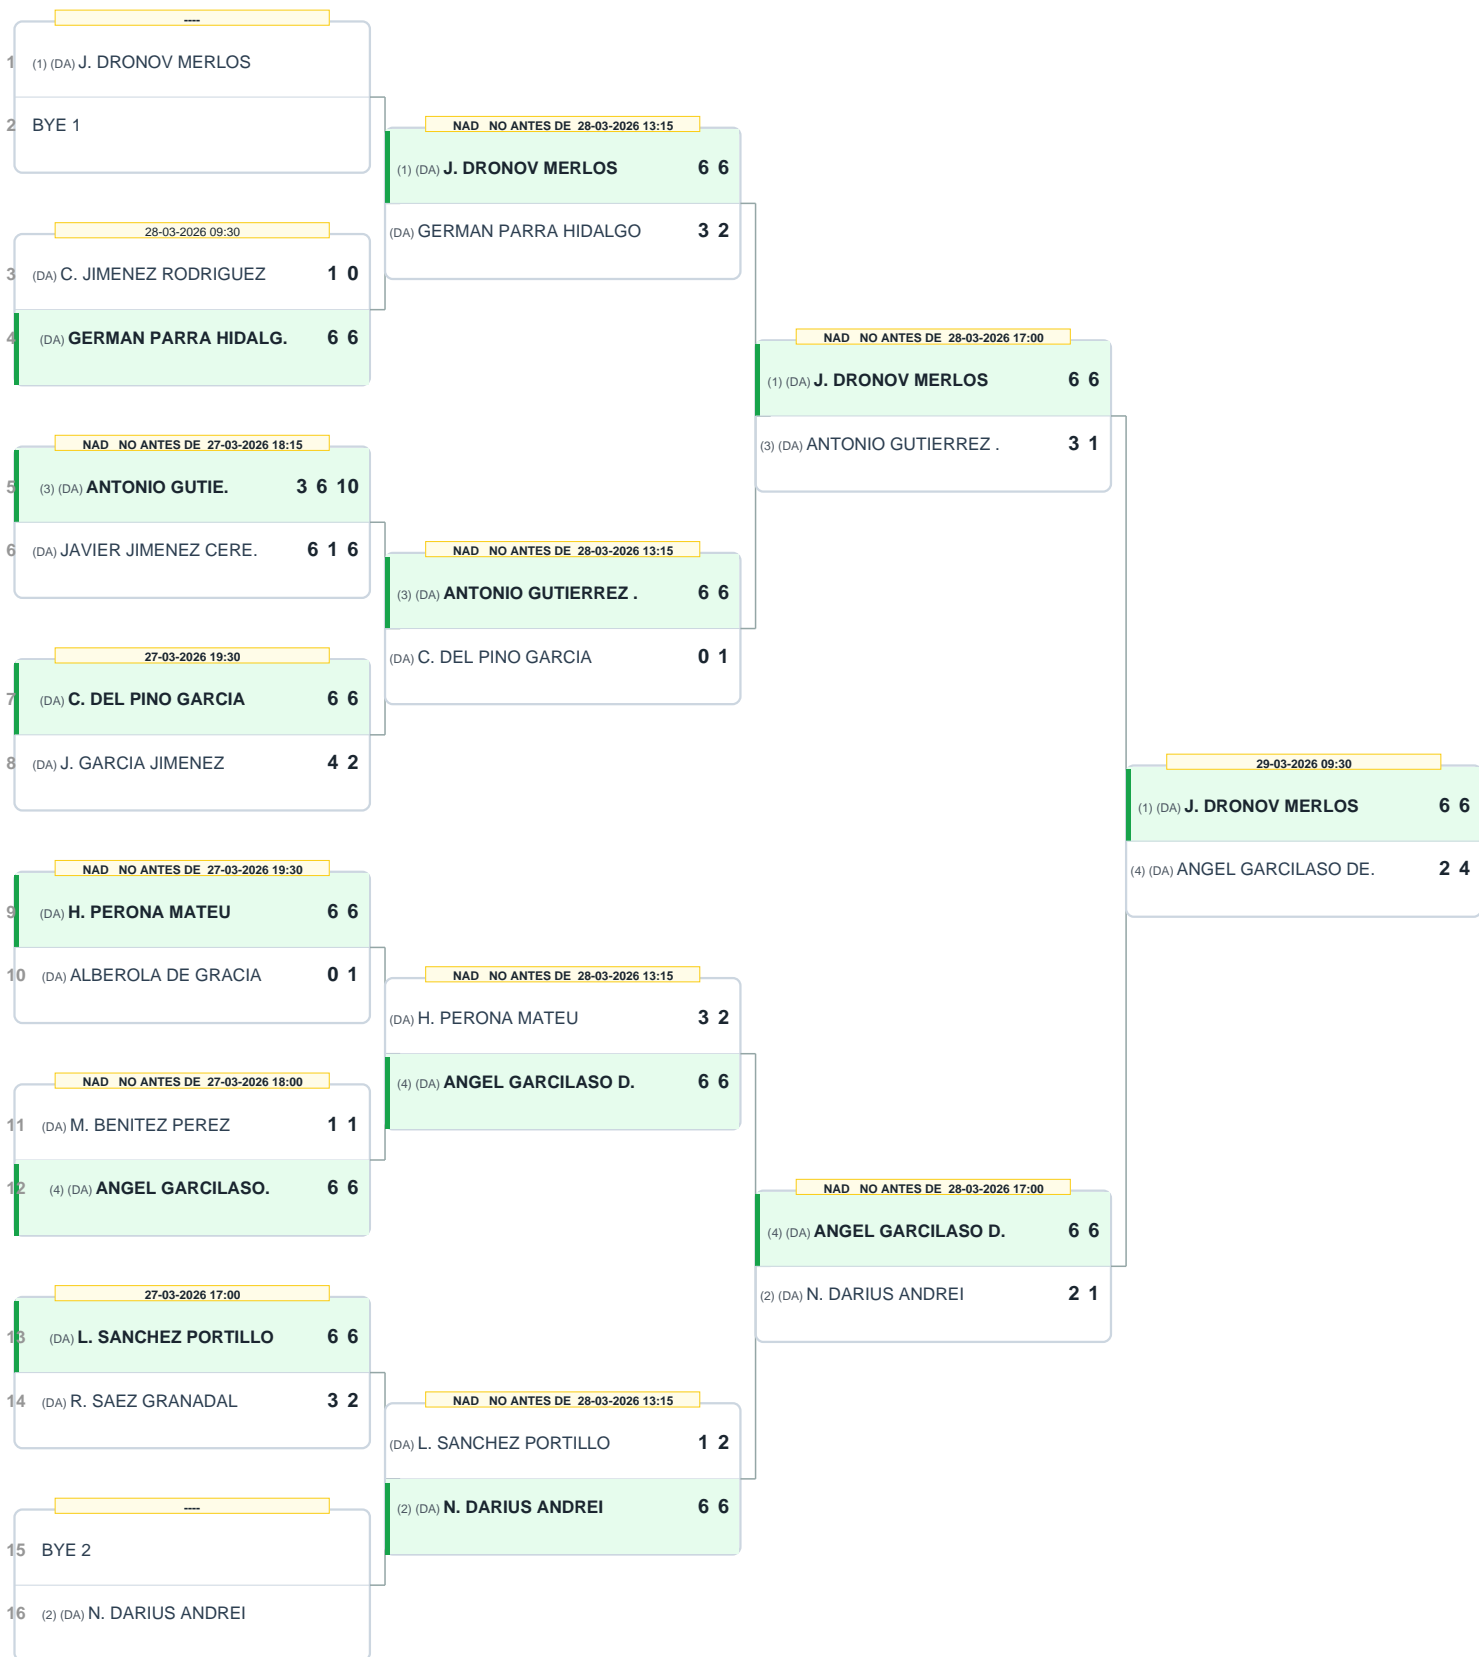 ----
1 (1) (DA) J. DRONOV MERLOS
2 BYE 1
28-03-2026 09:30
3 (DA) C. JIMENEZ RODRIGUEZ 1 0
4 (DA) GERMAN PARRA HIDALG. 6 6
NAD NO ANTES DE 27-03-2026 18:15
5 (3) (DA) ANTONIO GUTIE. 3 6 10
6 (DA) JAVIER JIMENEZ CERE. 6 1 6
27-03-2026 19:30
7 (DA) C. DEL PINO GARCIA 6 6
8 (DA) J. GARCIA JIMENEZ 4 2
NAD NO ANTES DE 27-03-2026 19:30
9 (DA) H. PERONA MATEU 6 6
10 (DA) ALBEROLA DE GRACIA 0 1
NAD NO ANTES DE 27-03-2026 18:00
11 (DA) M. BENITEZ PEREZ 1 1
12 (4) (DA) ANGEL GARCILASO. 6 6
27-03-2026 17:00
13 (DA) L. SANCHEZ PORTILLO 6 6
14 (DA) R. SAEZ GRANADAL 3 2
----
15 BYE 2
16 (2) (DA) N. DARIUS ANDREI
NAD NO ANTES DE 28-03-2026 13:15
(1) (DA) J. DRONOV MERLOS 6 6
(DA) GERMAN PARRA HIDALGO 3 2
NAD NO ANTES DE 28-03-2026 13:15
(3) (DA) ANTONIO GUTIERREZ . 6 6
(DA) C. DEL PINO GARCIA 0 1
NAD NO ANTES DE 28-03-2026 13:15
(DA) H. PERONA MATEU 3 2
(4) (DA) ANGEL GARCILASO D. 6 6
NAD NO ANTES DE 28-03-2026 13:15
(DA) L. SANCHEZ PORTILLO 1 2
(2) (DA) N. DARIUS ANDREI 6 6
NAD NO ANTES DE 28-03-2026 17:00
(1) (DA) J. DRONOV MERLOS 6 6
(3) (DA) ANTONIO GUTIERREZ . 3 1
NAD NO ANTES DE 28-03-2026 17:00
(4) (DA) ANGEL GARCILASO D. 6 6
(2) (DA) N. DARIUS ANDREI 2 1
29-03-2026 09:30
(1) (DA) J. DRONOV MERLOS 6 6
(4) (DA) ANGEL GARCILASO DE. 2 4